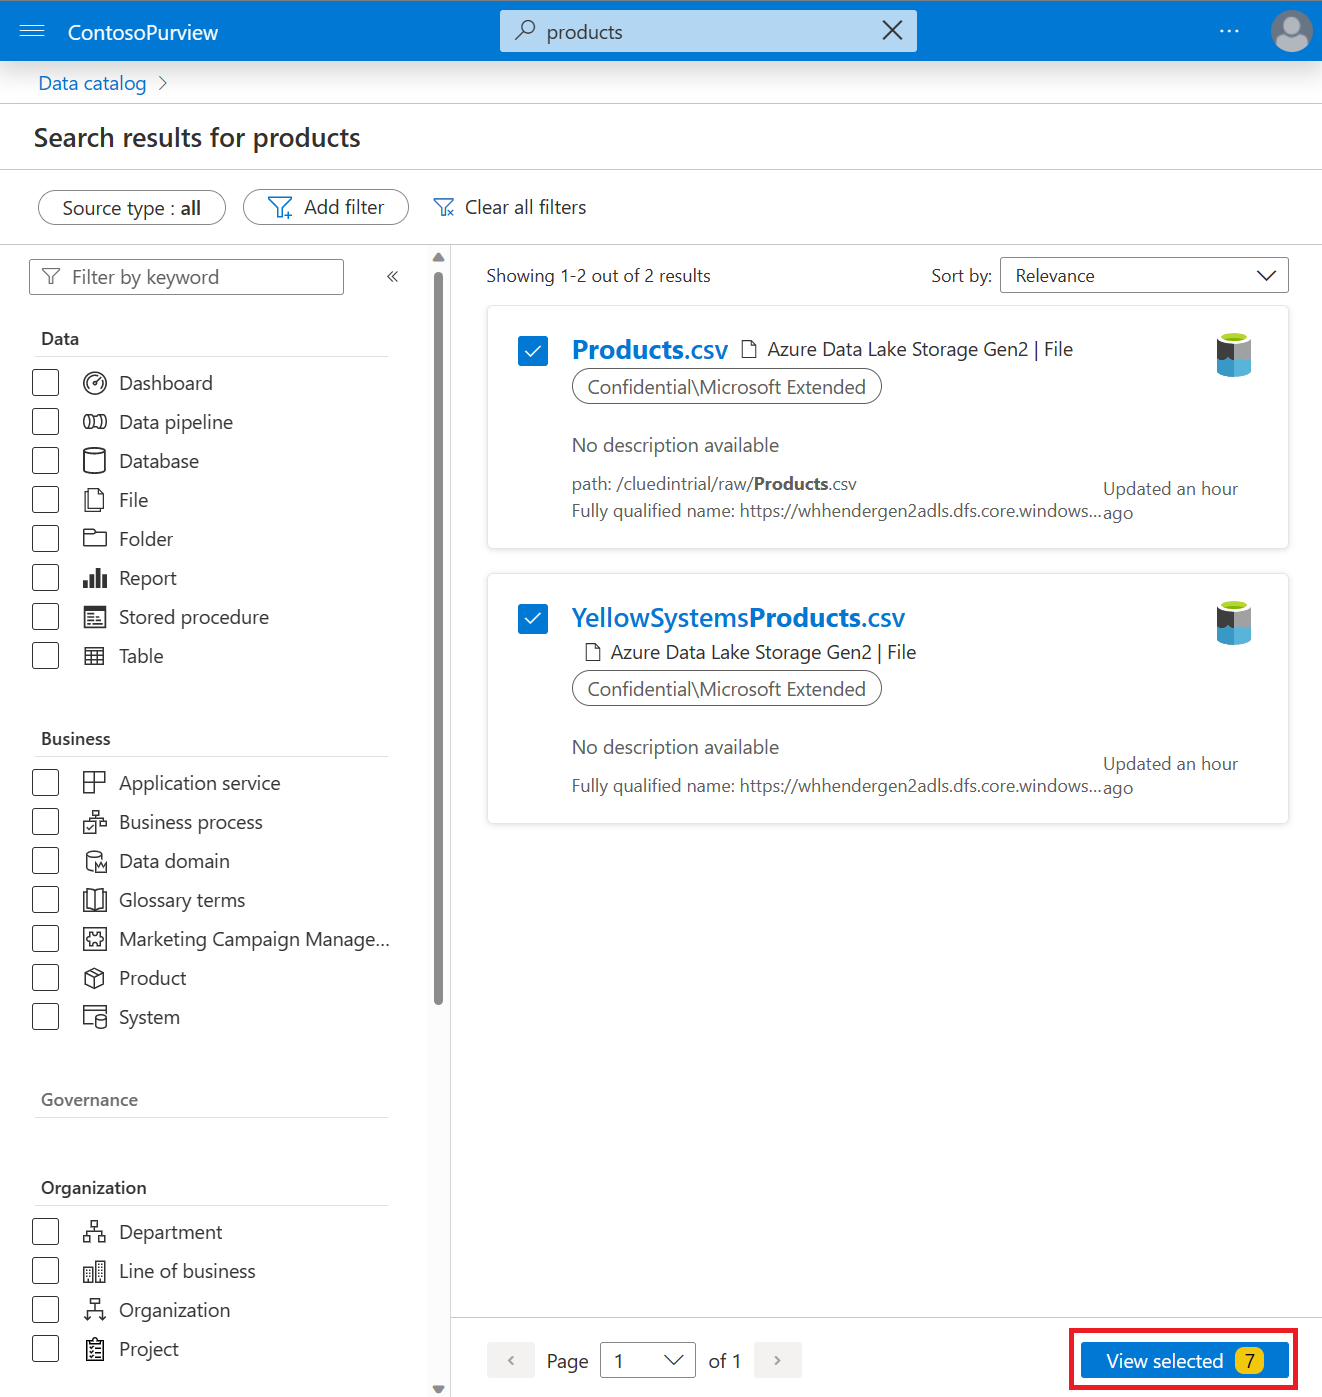 ContosoPurview
products
Data catalog
Search results for products
Source type : all
Add filter
Clear all filters
Filter by keyword
Data
Dashboard
Data pipeline
Database
File
Folder
Report
Stored procedure
Table
Business
Application service
Business process
Data domain
Glossary terms
Marketing Campaign Manage...
Product
System
Governance
Organization
Department
Line of business
Organization
Project
Showing 1-2 out of 2 results
Sort by: Relevance
Products.csv Azure Data Lake Storage Gen2 | File
Confidential\Microsoft Extended
No description available
path: /cluedintrial/raw/Products.csv
Fully qualified name: https://whhendergen2adls.dfs.core.windows...
Updated an hour
ago
YellowSystemsProducts.csv
Azure Data Lake Storage Gen2 | File
Confidential\Microsoft Extended
No description available
Fully qualified name: https://whhendergen2adls.dfs.core.windows...
Updated an hour
ago
Page 1 of 1
View selected 7